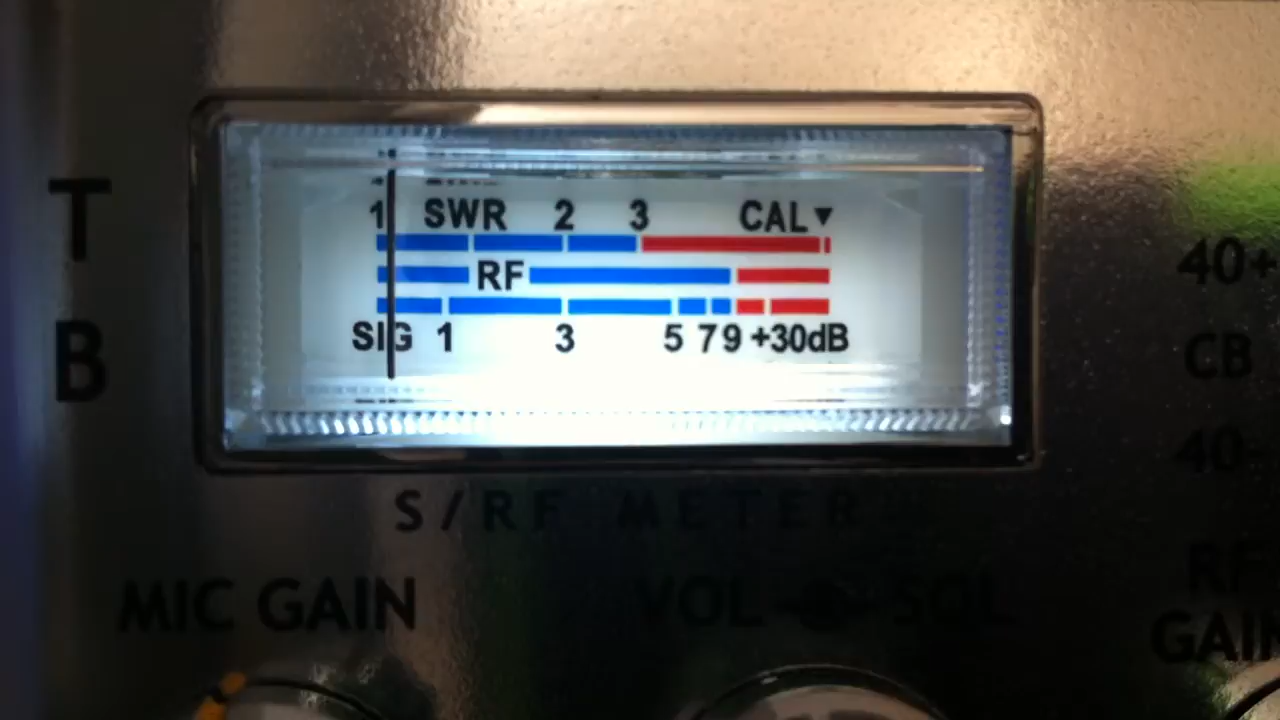 T
B
1 SWR 2 3 CAL▼
RF
SIG 1 3 5 7 9 +30dB
40+
CB
40-
S/RF METER
MIC GAIN
VOL SQL
RF
GAIN